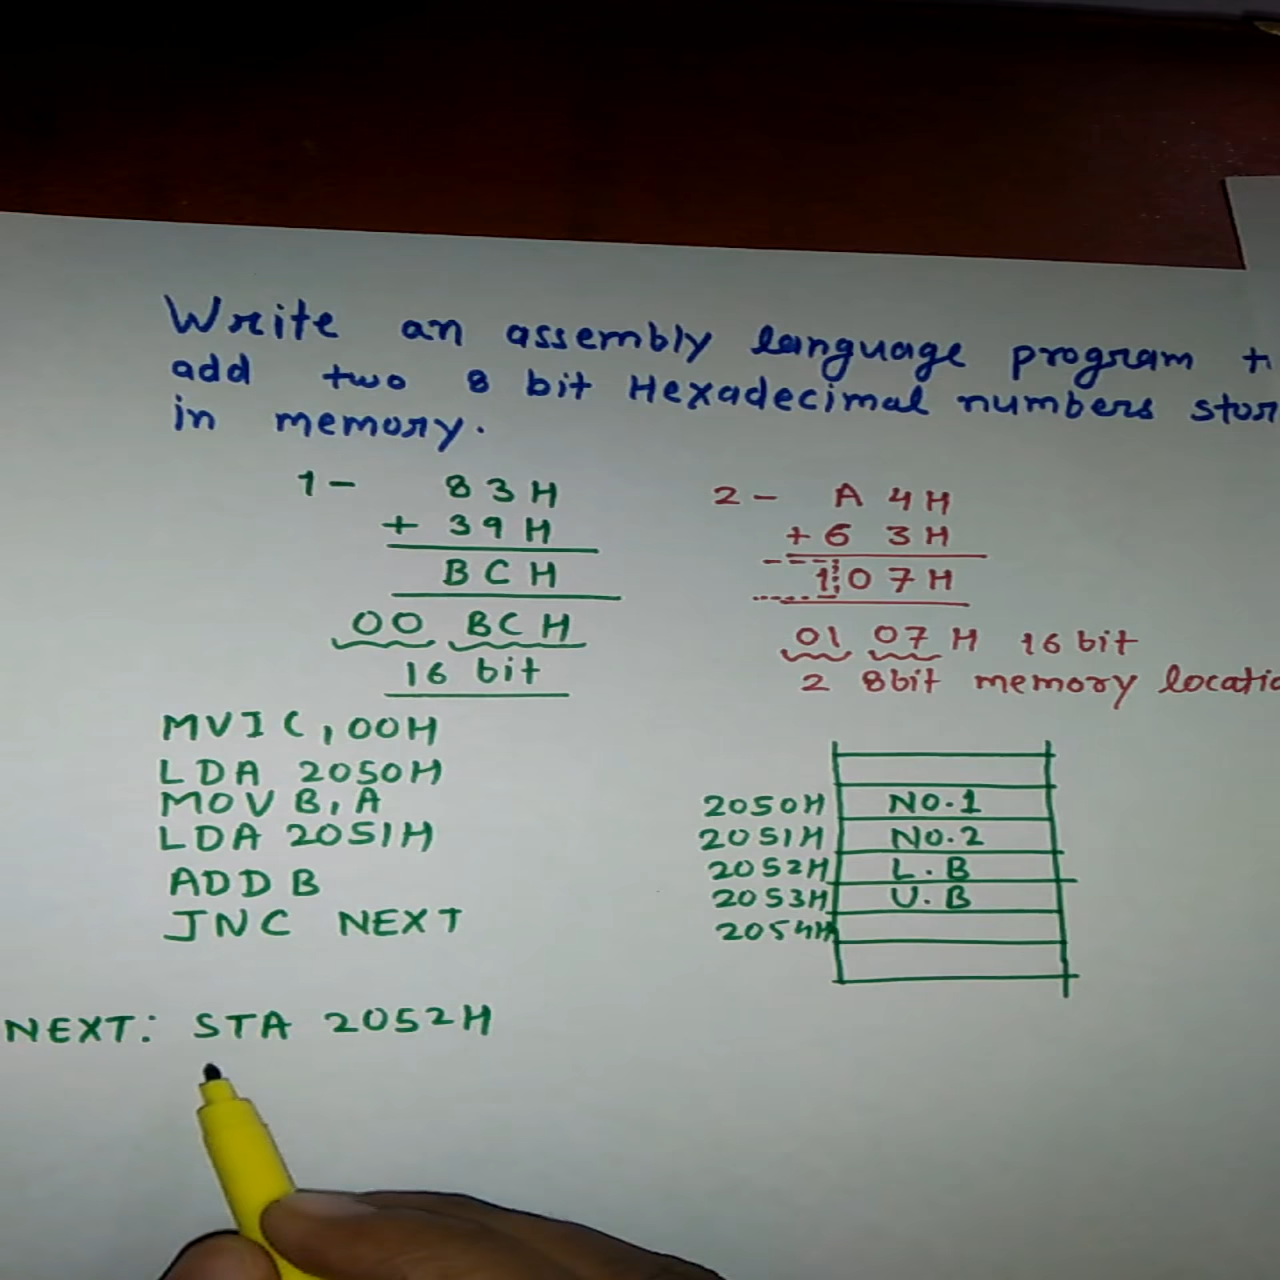 Write an assembly language program
add two 8 bit Hexadecimal numbers
in memory.
1- 83H
+ 39H
BCH
00 BCH
16 bit
2- A4H
+ 63H
107H
01 07 H 16 bit
2 8bit memory
MVI C, 00H
LDA 2050H
MOV B, A
LDA 2051H
ADD B
JNC NEXT
NEXT: STA 2052H
2050H NO.1
2051H NO.2
2052H L.B
2053H U.B
2054H